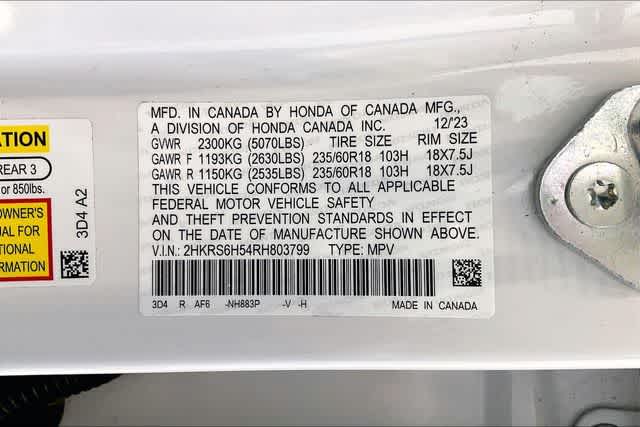 MFD. IN CANADA BY HONDA OF CANADA MFG.,
A DIVISION OF HONDA CANADA INC. 12/'23
GVWR 2300KG (5070LBS) TIRE SIZE RIM SIZE
GAWR F 1193KG (2630LBS) 235/60R18 103H 18X7.5J
GAWR R 1150KG (2535LBS) 235/60R18 103H 18X7.5J
THIS VEHICLE CONFORMS TO ALL APPLICABLE
FEDERAL MOTOR VEHICLE SAFETY
AND THEFT PREVENTION STANDARDS IN EFFECT
ON THE DATE OF MANUFACTURE SHOWN ABOVE.
V.I.N.: 2HKRS6H54RH803799 TYPE: MPV
3D4 R AF6 -NH883P -V -H MADE IN CANADA
ATION
REAR 3
or 850lbs.
OWNER'S
UAL FOR
TIONAL
RMATION
3D4 A2